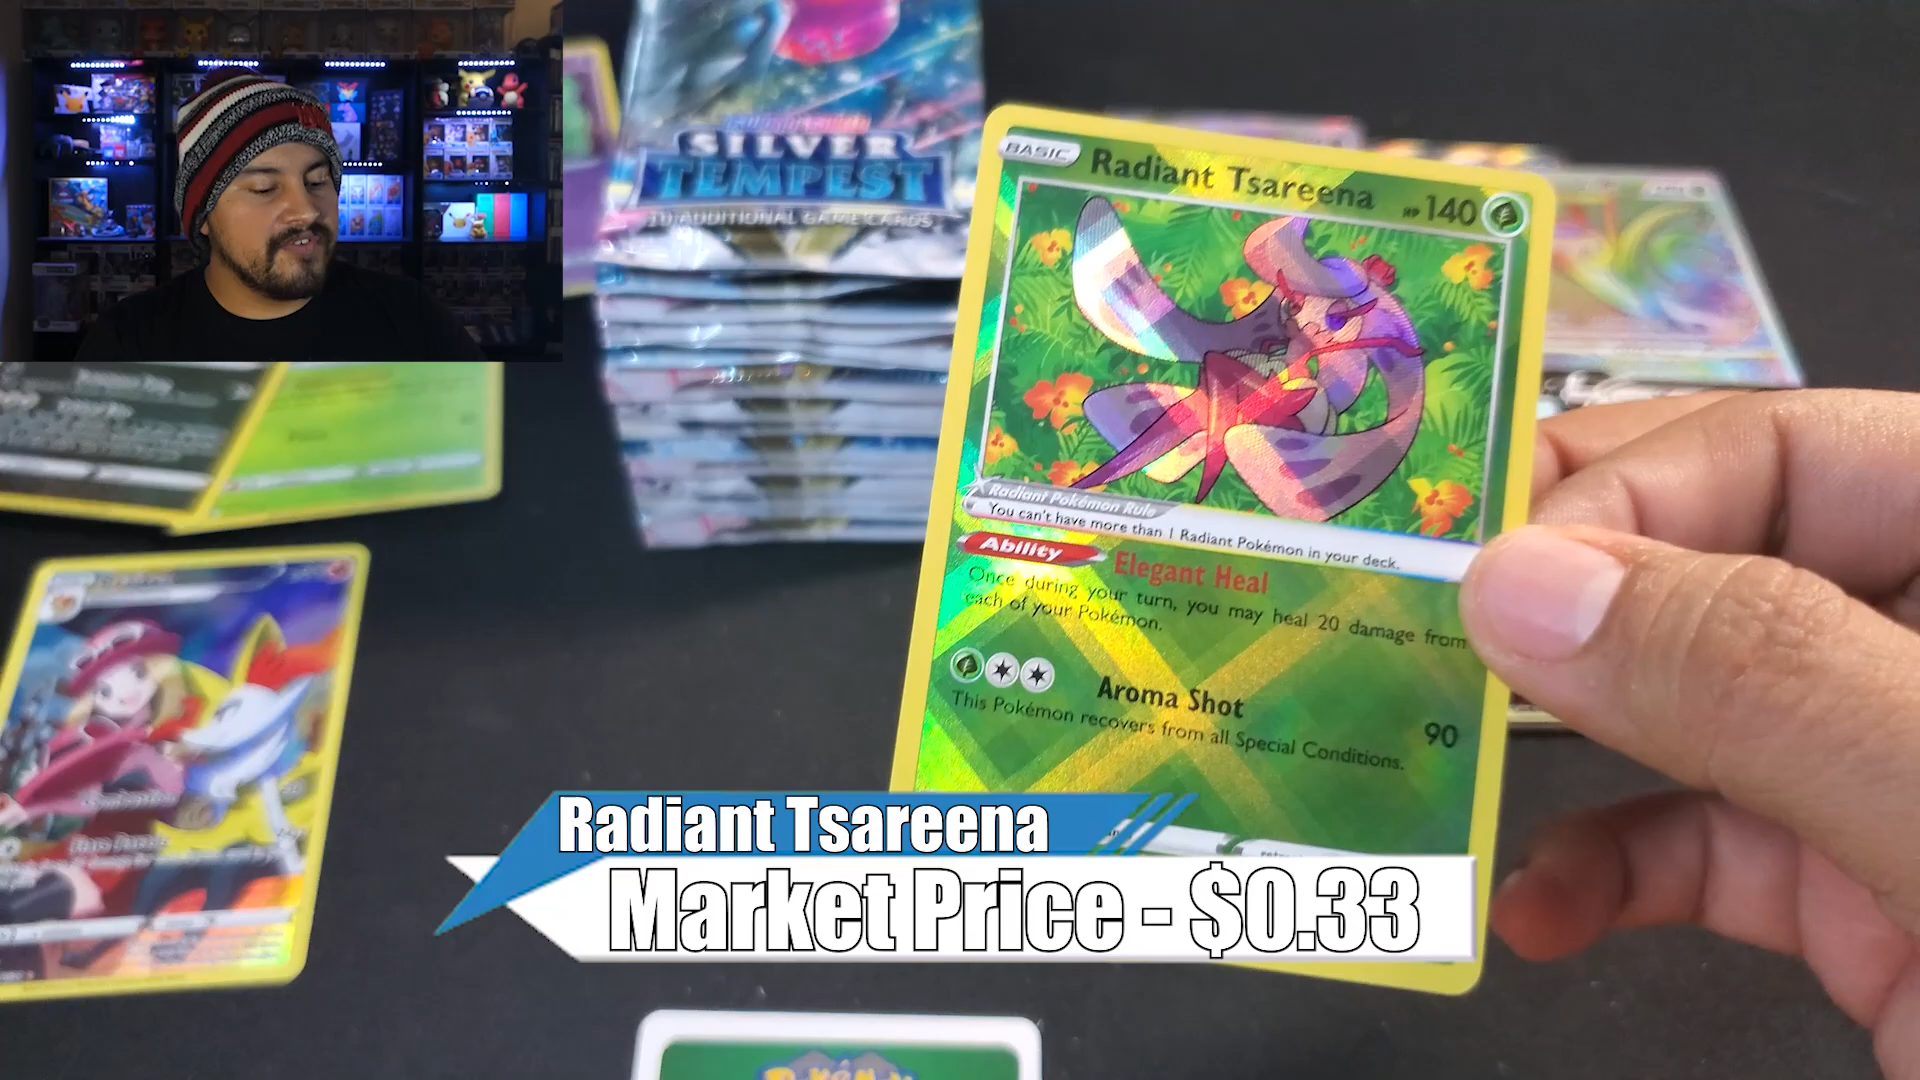 SILVER
TEMPEST
10 ADDITIONAL GAME CARDS
BASIC
Radiant Tsareena
HP 140
Radiant Pokémon Rule
You can't have more than 1 Radiant Pokémon in your deck.
Ability
Elegant Heal
Once during your turn, you may heal 20 damage from
each of your Pokémon.
Aroma Shot
90
This Pokémon recovers from all Special Conditions.
Radiant Tsareena
Market Price - $0.33